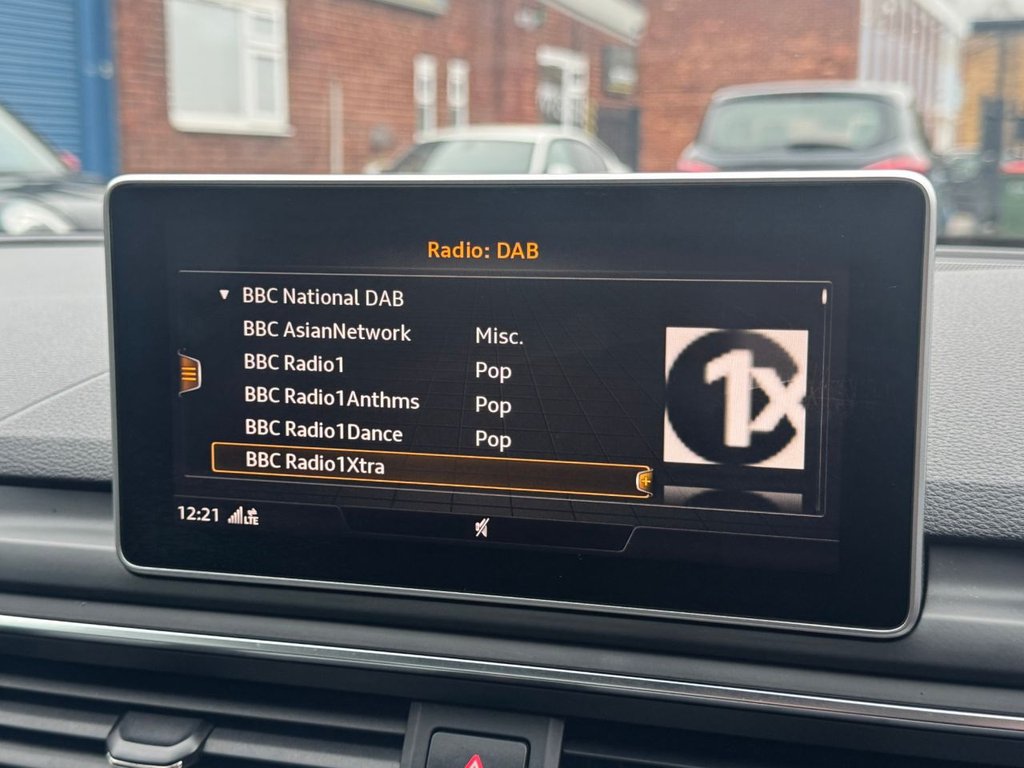 Radio: DAB
BBC National DAB
BBC AsianNetwork Misc.
BBC Radio1 Pop
BBC Radio1Anthms Pop
BBC Radio1Dance Pop
BBC Radio1Xtra
1x
12:21 LTE